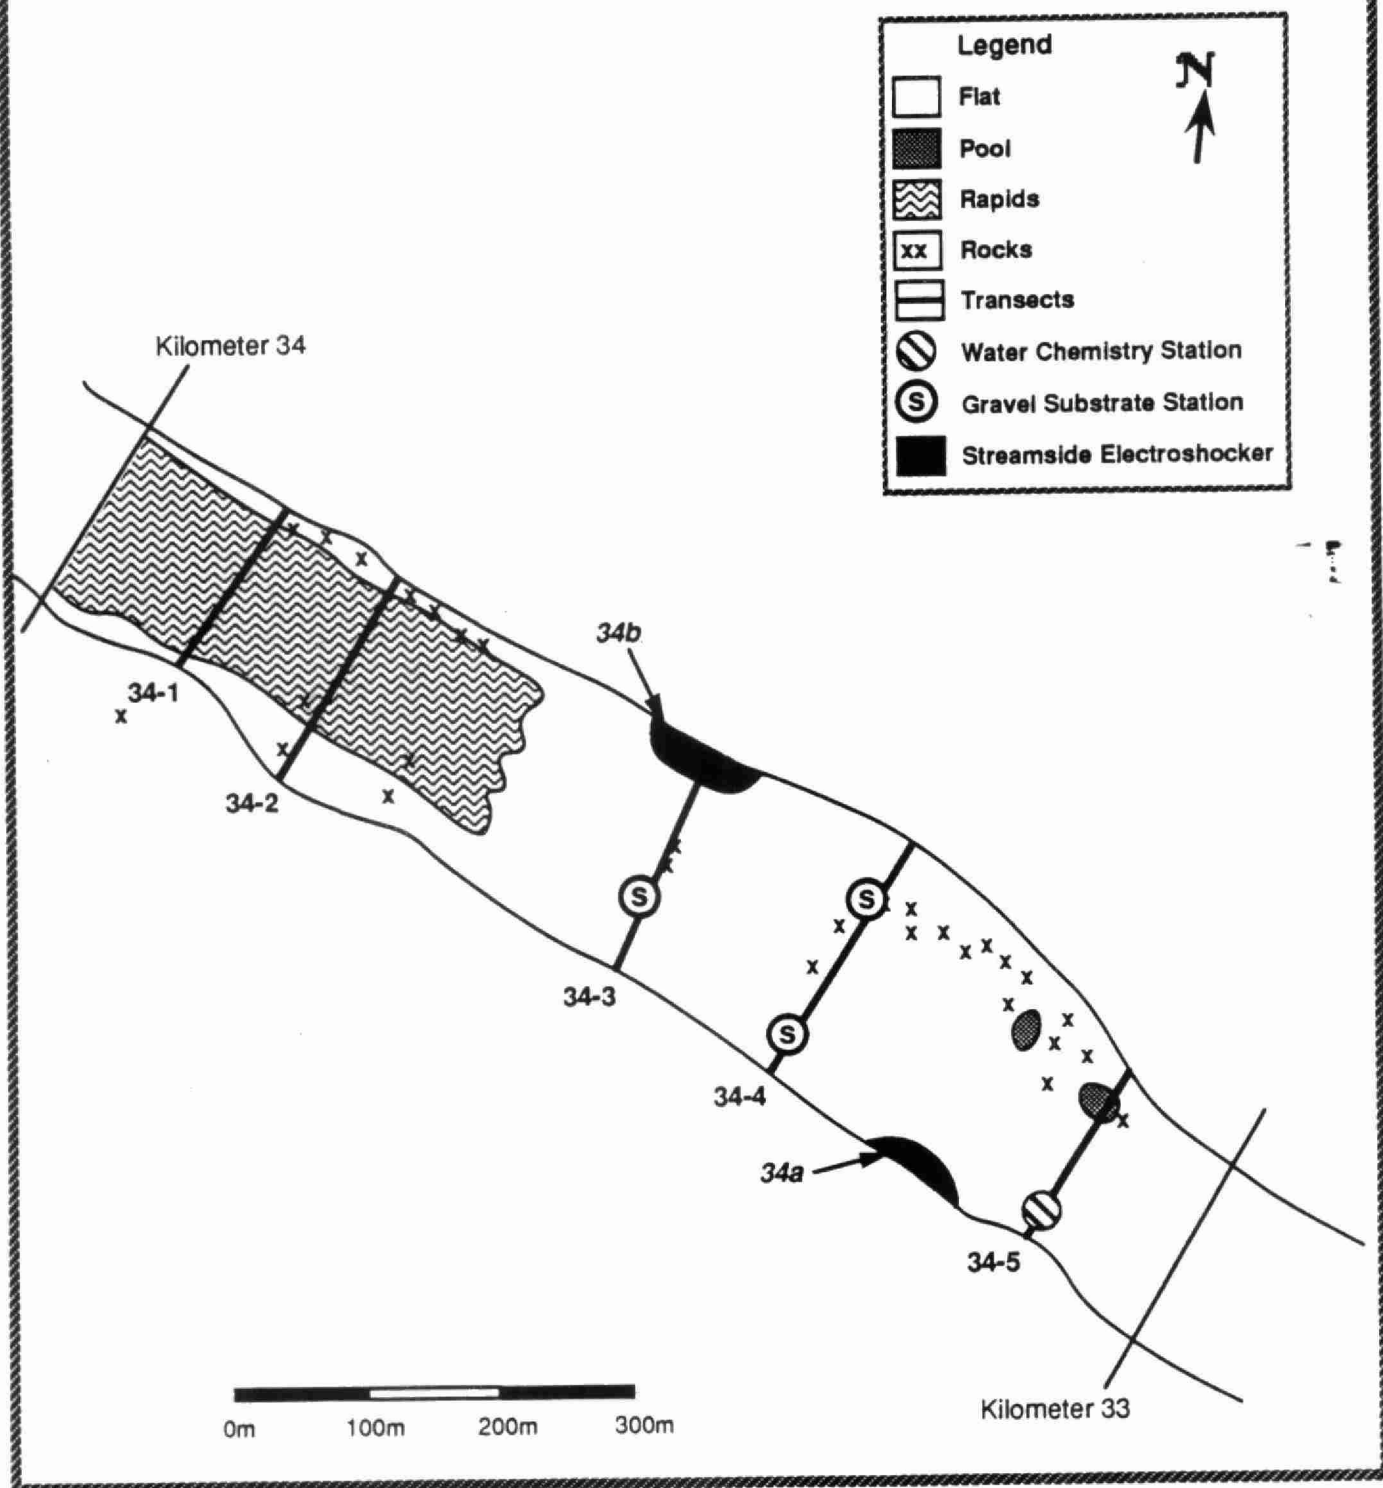 Legend
N
Flat
Pool
Rapids
xx Rocks
Transects
Water Chemistry Station
S Gravel Substrate Station
Streamside Electroshocker
Kilometer 34
34b
34-1
34-2
S
S
34-3
S
34-4
34a
34-5
Kilometer 33
0m 100m 200m 300m